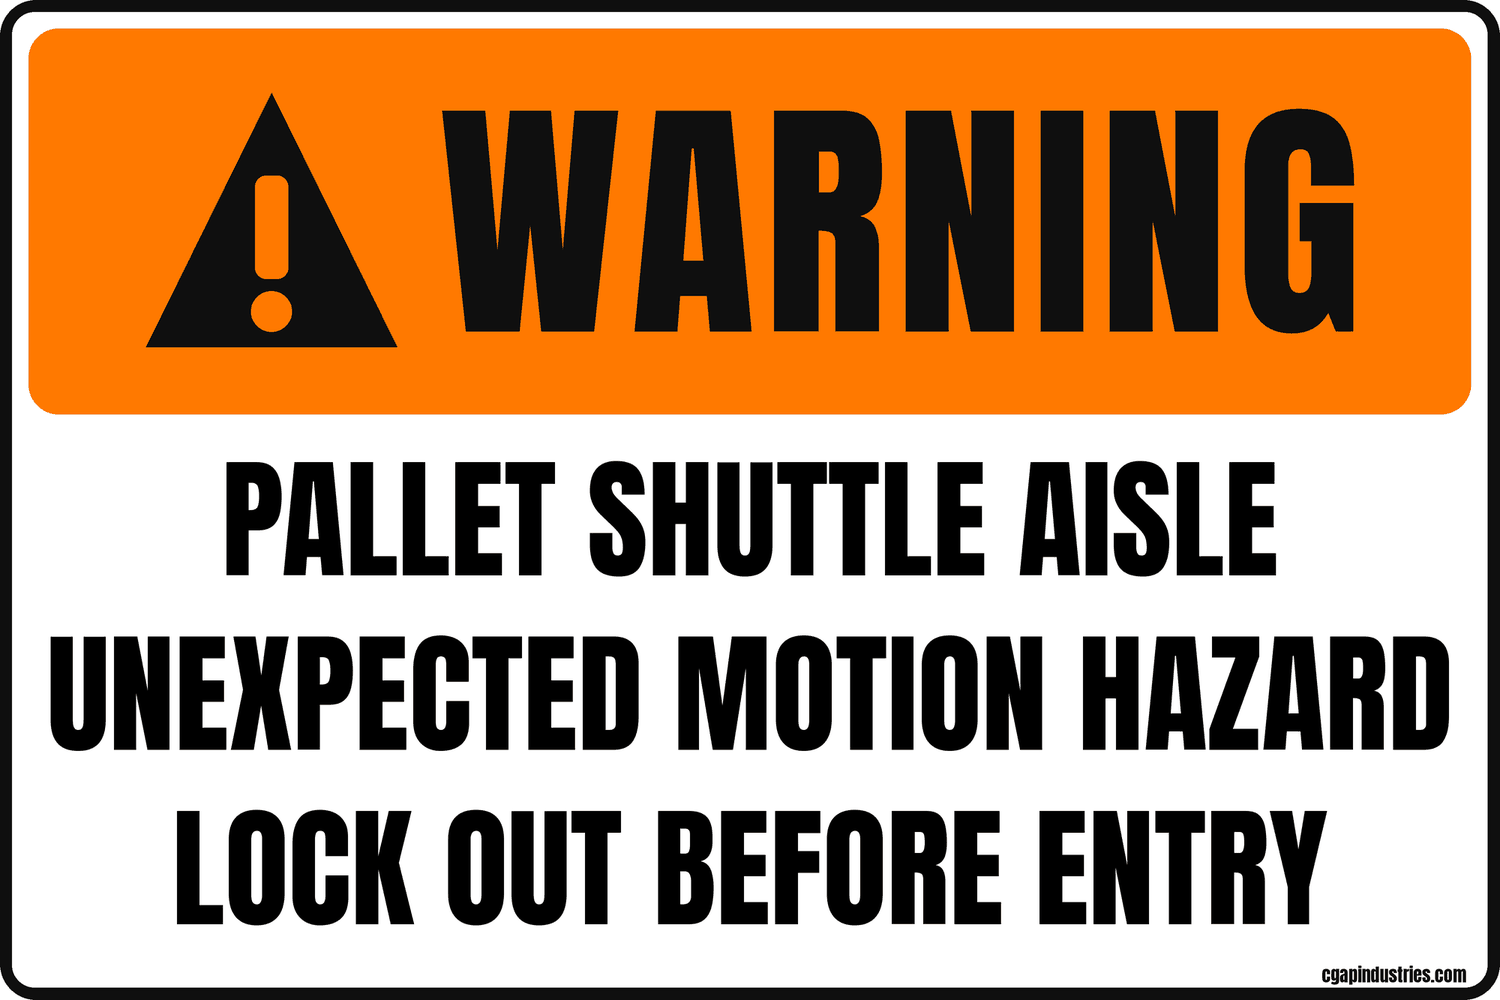 WARNING
PALLET SHUTTLE AISLE
UNEXPECTED MOTION HAZARD
LOCK OUT BEFORE ENTRY
cgapindustries.com